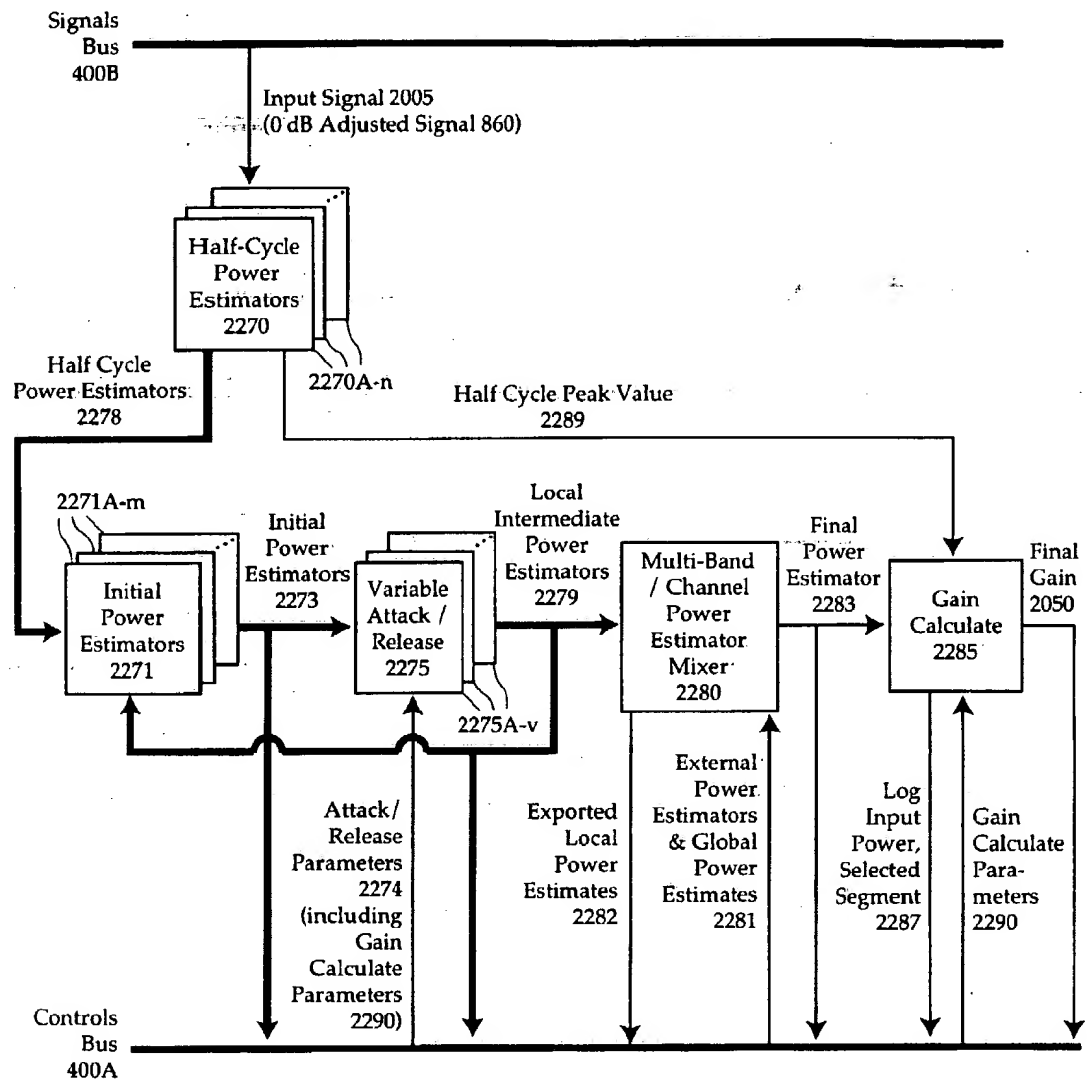 Signals
Bus
400B
Input Signal 2005
(0 dB Adjusted Signal 860)
Half-Cycle
Power
Estimators
2270
2270A-n
Half Cycle
Power Estimators
2278
Half Cycle Peak Value
2289
2271A-m
Initial
Power
Estimators
2271
Initial
Power
Estimators
2273
Variable
Attack /
Release
2275
2275A-v
Local
Intermediate
Power
Estimators
2279
Multi-Band
/ Channel
Power
Estimator
Mixer
2280
Final
Power
Estimator
2283
Gain
Calculate
2285
Final
Gain
2050
Attack/
Release
Parameters
2274
(including
Gain
Calculate
Parameters
2290)
Exported
Local
Power
Estimates
2282
External
Power
Estimators
& Global
Power
Estimates
2281
Log
Input
Power,
Selected
Segment
2287
Gain
Calculate
Para-
meters
2290
Controls
Bus
400A